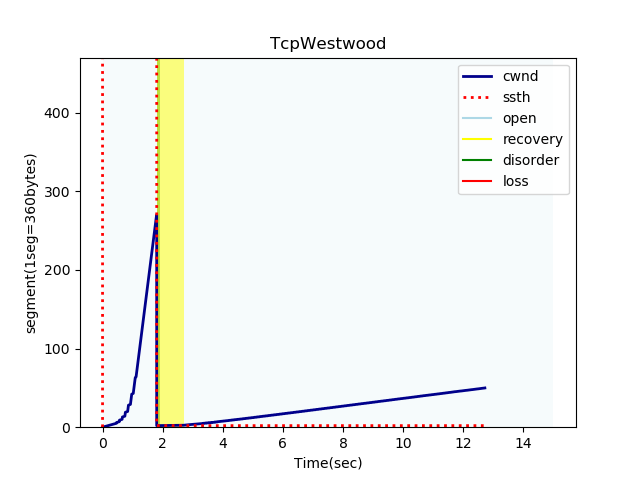 TcpWestwood
cwnd
ssth
open
recovery
disorder
loss
segment(1seg=360bytes)
400
300
200
100
0
0 2 4 6 8 10 12 14
Time(sec)